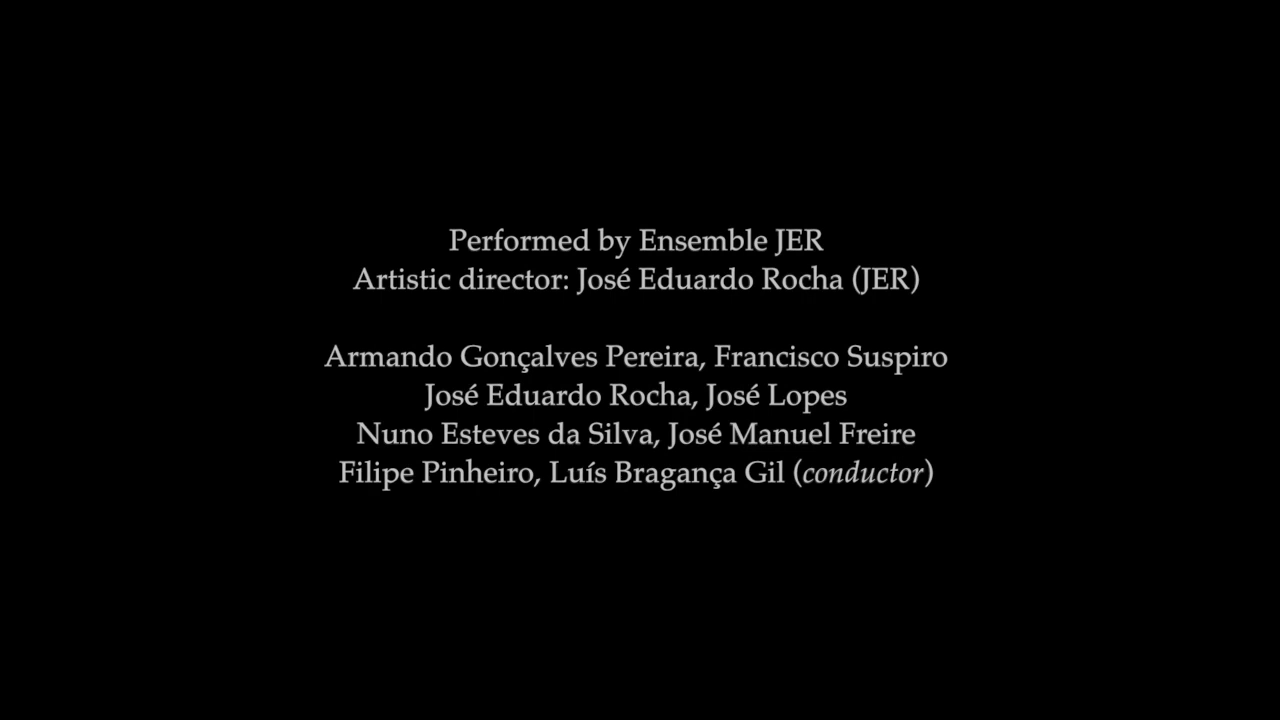 Performed by Ensemble JER
Artistic director: José Eduardo Rocha (JER)
Armando Gonçalves Pereira, Francisco Suspiro
José Eduardo Rocha, José Lopes
Nuno Esteves da Silva, José Manuel Freire
Filipe Pinheiro, Luís Bragança Gil (conductor)